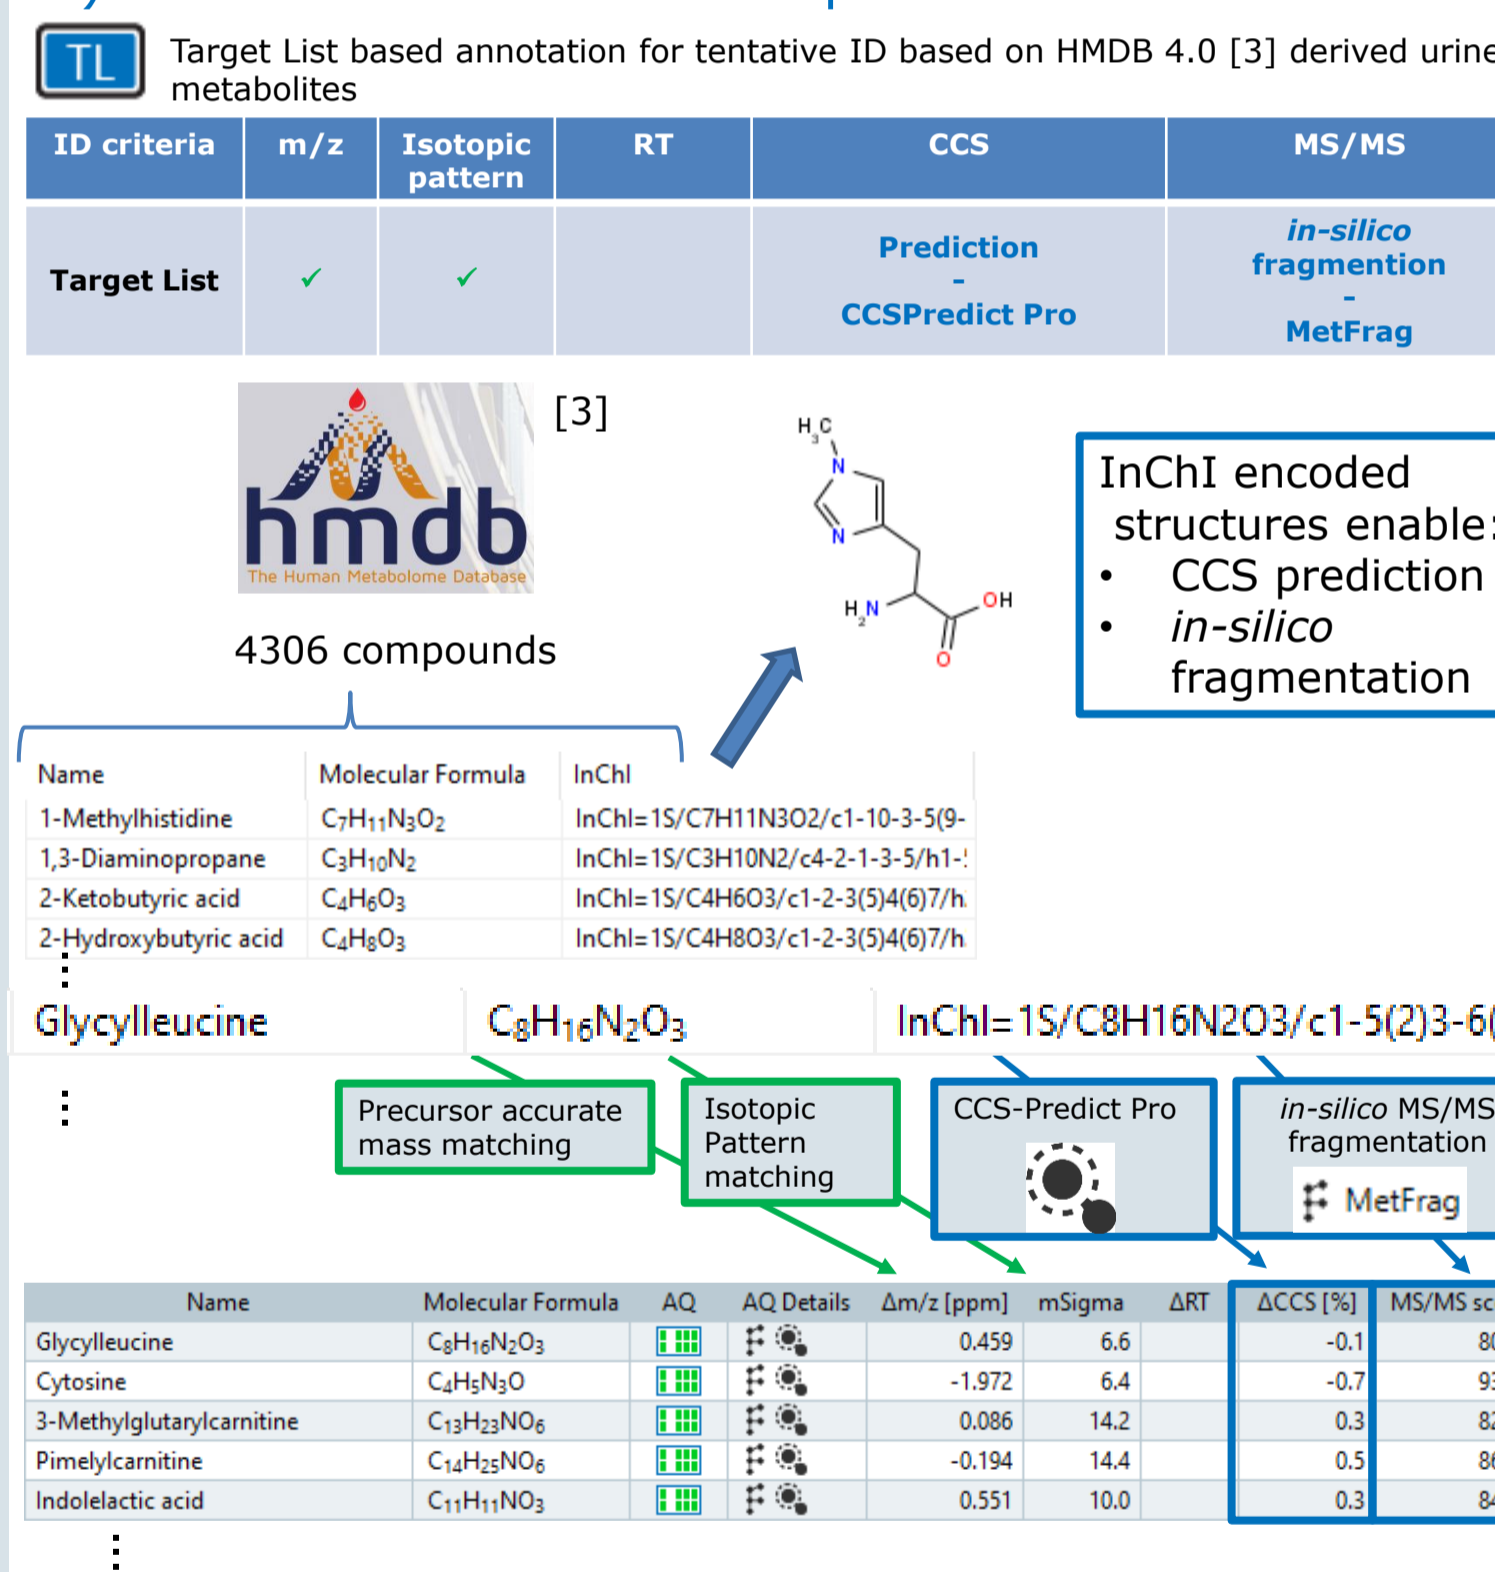 TL
Target List based annotation for tentative ID based on HMDB 4.0 [3] derived urine
metabolites
ID criteria m/z Isotopic pattern RT CCS MS/MS
Target List ✓ ✓ Prediction - CCSPredict Pro in-silico fragmention - MetFrag
hmdb
The Human Metabolome Database
[3]
4306 compounds
H3C
N
N
H2N
OH
O
InChI encoded
structures enable:
• CCS prediction
• in-silico
fragmentation
Name Molecular Formula InChI
1-Methylhistidine C7H11N3O2 InChI=1S/C7H11N3O2/c1-10-3-5(9-
1,3-Diaminopropane C3H10N2 InChI=1S/C3H10N2/c4-2-1-3-5/h1-
2-Ketobutyric acid C4H6O3 InChI=1S/C4H6O3/c1-2-3(5)4(6)7/h
2-Hydroxybutyric acid C4H8O3 InChI=1S/C4H8O3/c1-2-3(5)4(6)7/h
Glycylleucine C8H16N2O3 InChI=1S/C8H16N2O3/c1-5(2)3-6(
Precursor accurate
mass matching
Isotopic
Pattern
matching
CCS-Predict Pro
in-silico MS/MS
fragmentation
MetFrag
Name Molecular Formula AQ AQ Details Δm/z [ppm] mSigma ΔRT ΔCCS [%] MS/MS sc
Glycylleucine C8H16N2O3 0.459 6.6 -0.1 80
Cytosine C4H5N3O -1.972 6.4 -0.7 93
3-Methylglutarylcarnitine C13H23NO6 0.086 14.2 0.3 82
Pimelylcarnitine C14H25NO6 -0.194 14.4 0.5 86
Indolelactic acid C11H11NO3 0.551 10.0 0.3 84